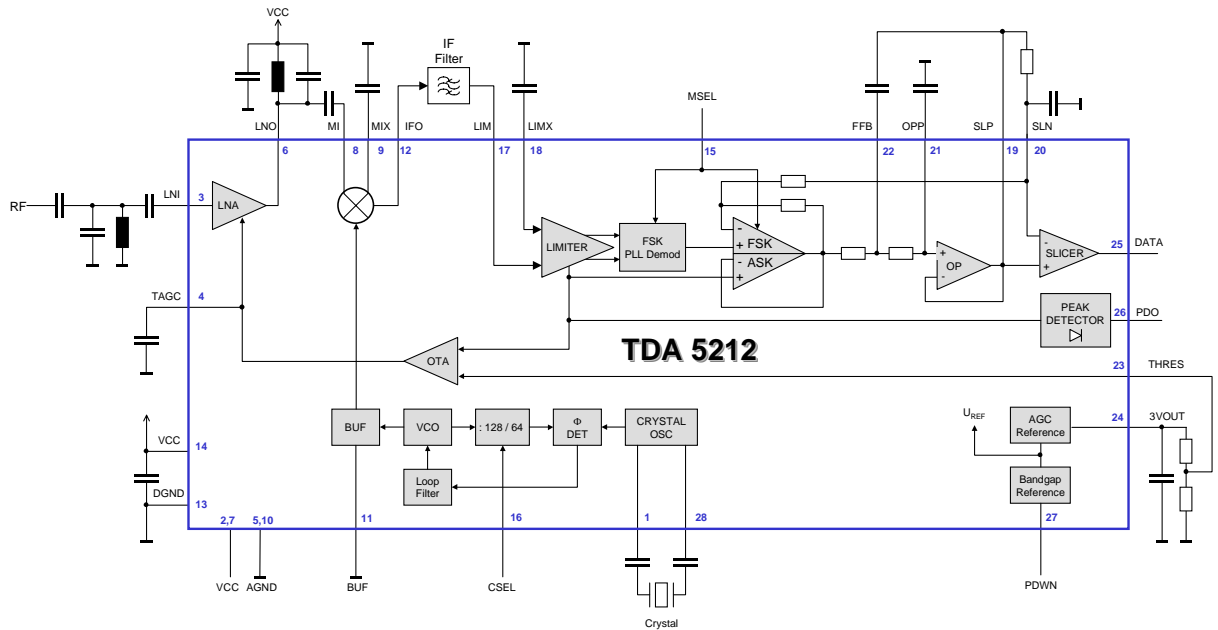 VCC
IF
Filter
MSEL
LNO
MI
MIX
IFO
LIM
LIMX
FFB
OPP
SLP
SLN
6
8
9
12
17
18
15
22
21
19
20
RF
LNI
3
LNA
LIMITER
FSK
PLL Demod
-
+ FSK
- ASK
+
+
OP
-
-
SLICER
+
25
DATA
TAGC
4
OTA
TDA 5212
PEAK
DETECTOR
26
PDO
23
THRES
BUF
VCO
: 128 / 64
Φ
DET
CRYSTAL
OSC
UREF
AGC
Reference
24
3VOUT
VCC
14
Loop
Filter
Bandgap
Reference
DGND
13
2,7
5,10
11
16
1
28
27
VCC
AGND
BUF
CSEL
PDWN
Crystal